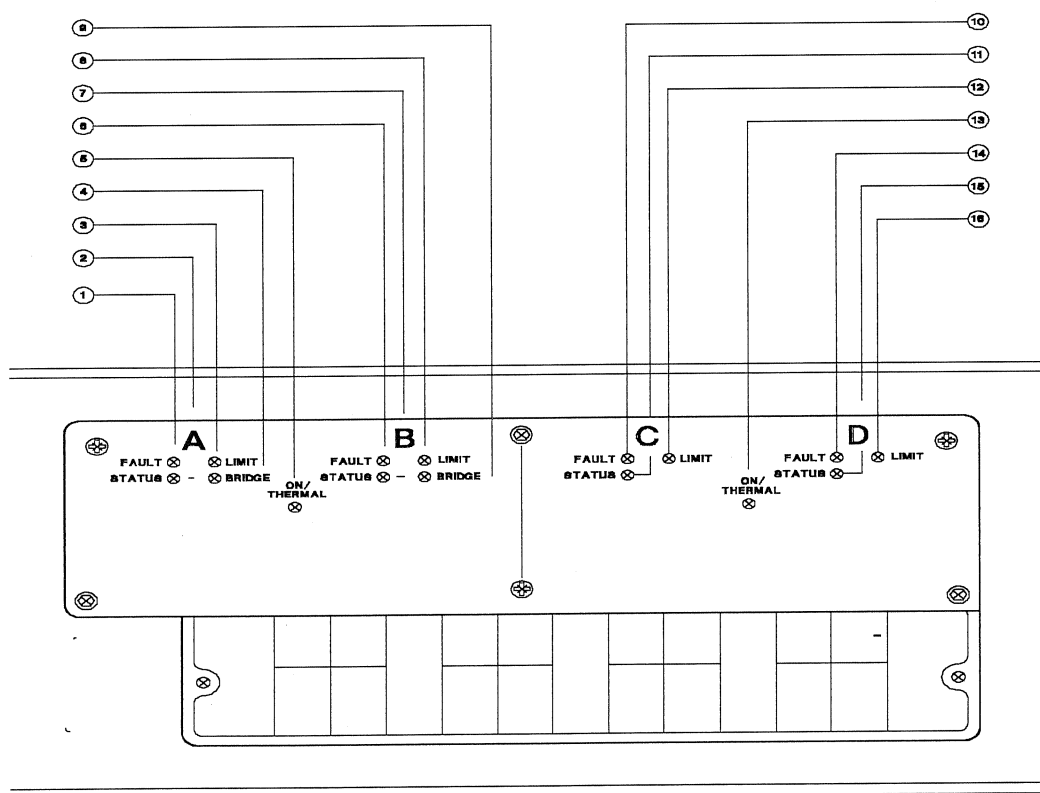 9
8
7
6
5
4
3
2
1
10
11
12
13
14
15
16
A
FAULT LIMIT
STATUS - BRIDGE
ON/
THERMAL
B
FAULT LIMIT
STATUS - BRIDGE
C
FAULT LIMIT
STATUS
ON/
THERMAL
D
FAULT LIMIT
STATUS